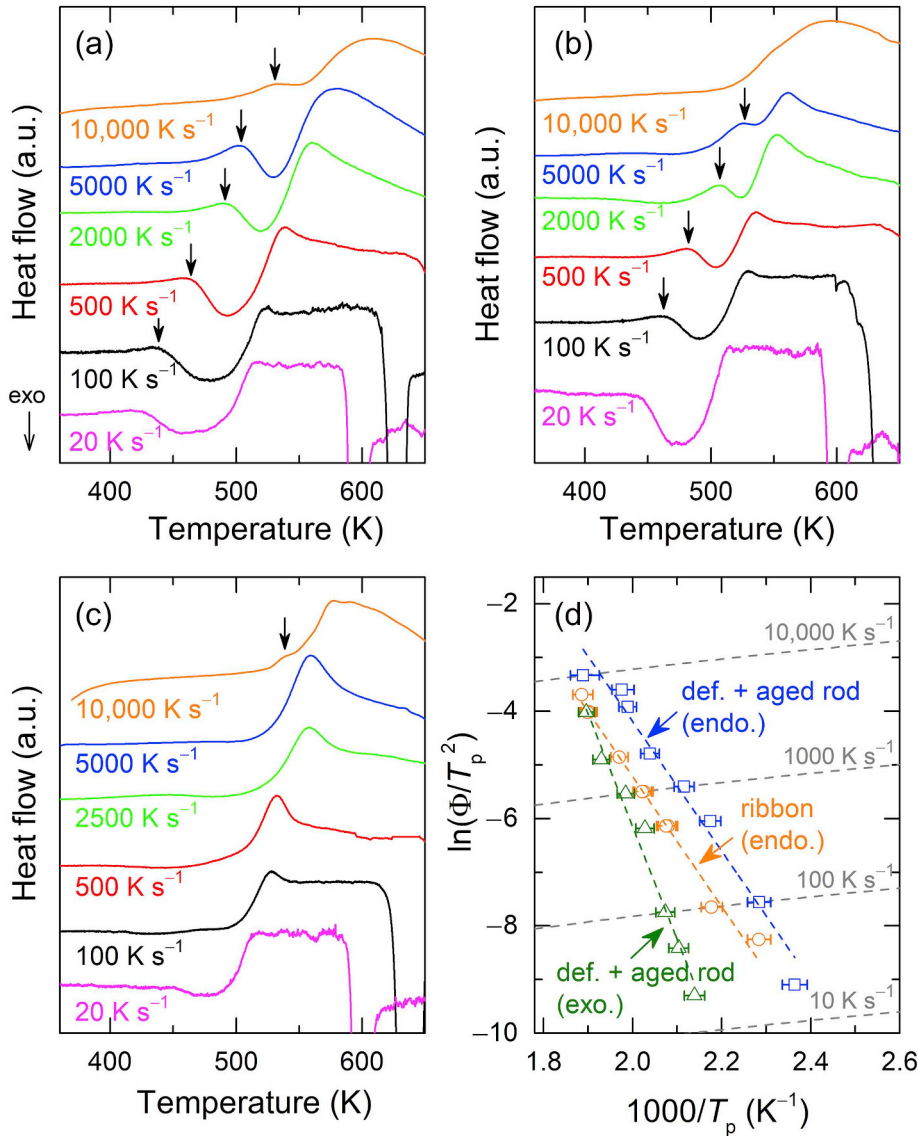 (a)
10,000 K s⁻¹
5000 K s⁻¹
2000 K s⁻¹
500 K s⁻¹
100 K s⁻¹
20 K s⁻¹
Heat flow (a.u.)
exo
400 500 600
Temperature (K)
(b)
10,000 K s⁻¹
5000 K s⁻¹
2000 K s⁻¹
500 K s⁻¹
100 K s⁻¹
20 K s⁻¹
Heat flow (a.u.)
400 500 600
Temperature (K)
(c)
10,000 K s⁻¹
5000 K s⁻¹
2500 K s⁻¹
500 K s⁻¹
100 K s⁻¹
20 K s⁻¹
Heat flow (a.u.)
400 500 600
Temperature (K)
(d)
10,000 K s⁻¹
def. + aged rod
(endo.)
1000 K s⁻¹
ribbon
(endo.)
100 K s⁻¹
def. + aged rod
(exo.)
10 K s⁻¹
ln(Φ/Tₚ²)
−2
−4
−6
−8
−10
1.8 2.0 2.2 2.4 2.6
1000/Tₚ (K⁻¹)